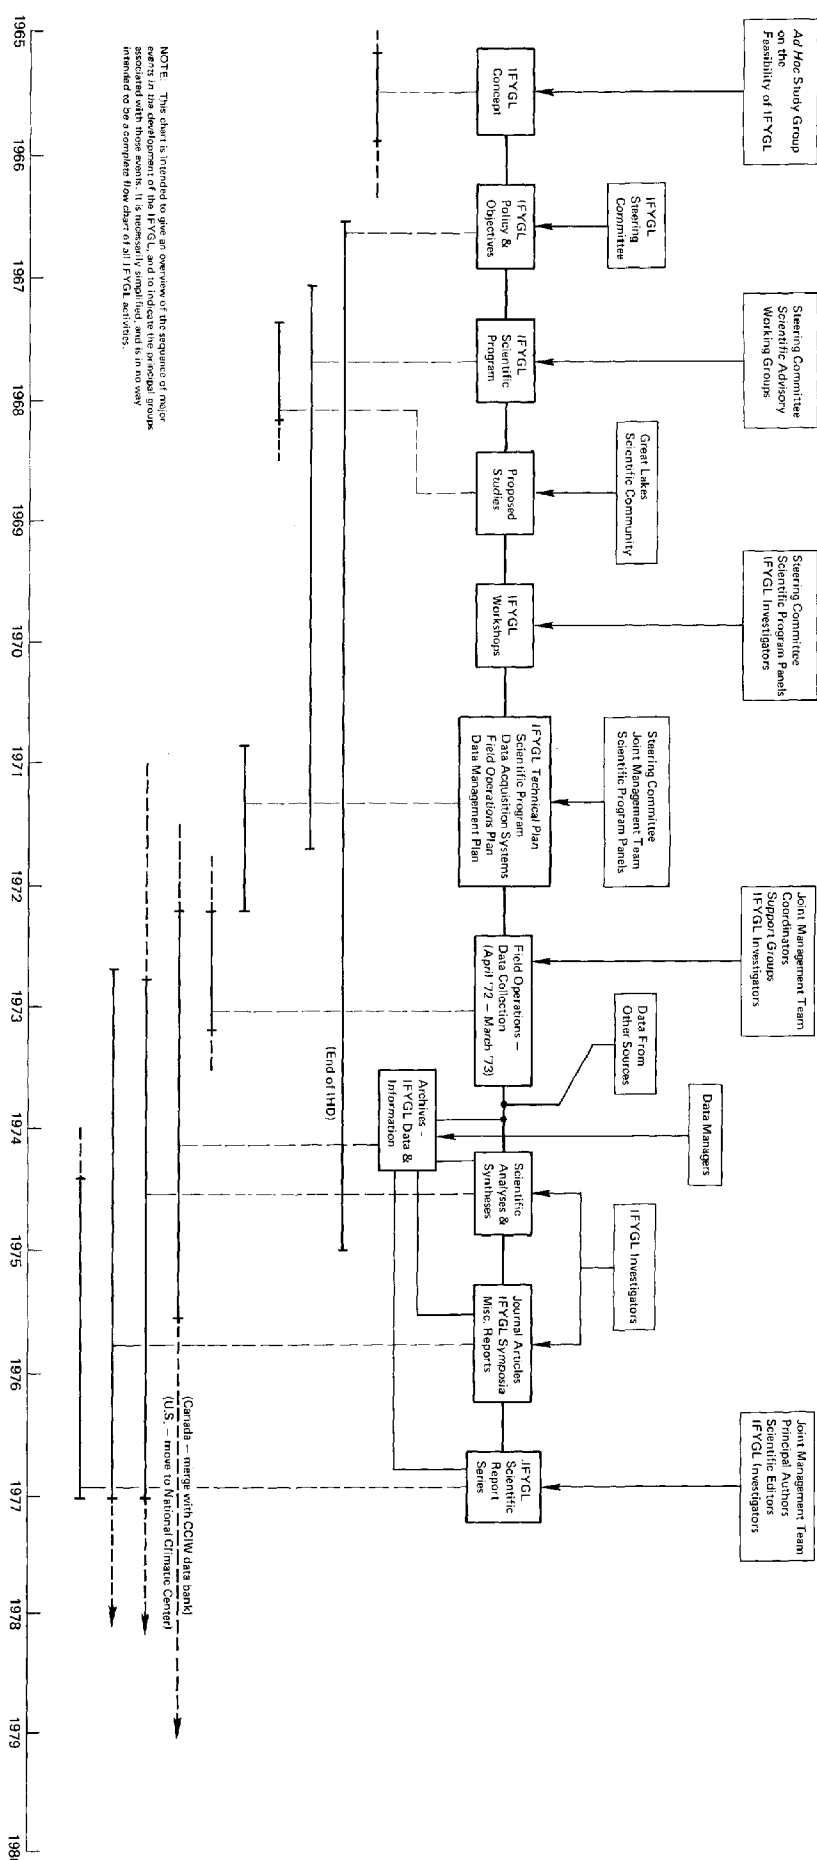 Ad Hoc Study Group
on the
Feasibility of IFYGL
Steering Committee
Scientific Advisory
Working Groups
Steering Committee
Scientific Program Panels
IFYGL Investigators
Joint Management Team
Coordinators
Support Groups
IFYGL Investigators
Data Managers
Joint Management Team
Principal Authors
Scientific Editors
IFYGL Investigators
IFYGL
Steering
Committee
Great Lakes
Scientific Community
Steering Committee
Joint Management Team
Scientific Program Panels
Data From
Other Sources
IFYGL Investigators
IFYGL
Concept
IFYGL
Policy &
Objectives
IFYGL
Scientific
Program
Proposed
Studies
IFYGL
Workshops
IFYGL Technical Plan
Scientific Program
Data Acquisition Systems
Field Operations Plan
Data Management Plan
Field Operations –
Data Collection
(April '72 – March '73)
Scientific
Analyses &
Syntheses
Journal Articles
IFYGL Symposia
Misc. Reports
IFYGL
Scientific
Report
Series
Archives –
IFYGL Data &
Information
(End of IHD)
(Canada – merge with CCIW data bank)
(U.S. – move to National Climatic Center)
NOTE: This chart is intended to give an overview of the sequence of major
events in the development of the IFYGL, and to indicate the principal groups
associated with those events. It is necessarily simplified, and is in no way
intended to be a complete flow chart of all IFYGL activities.
1965
1966
1967
1968
1969
1970
1971
1972
1973
1974
1975
1976
1977
1978
1979
1980